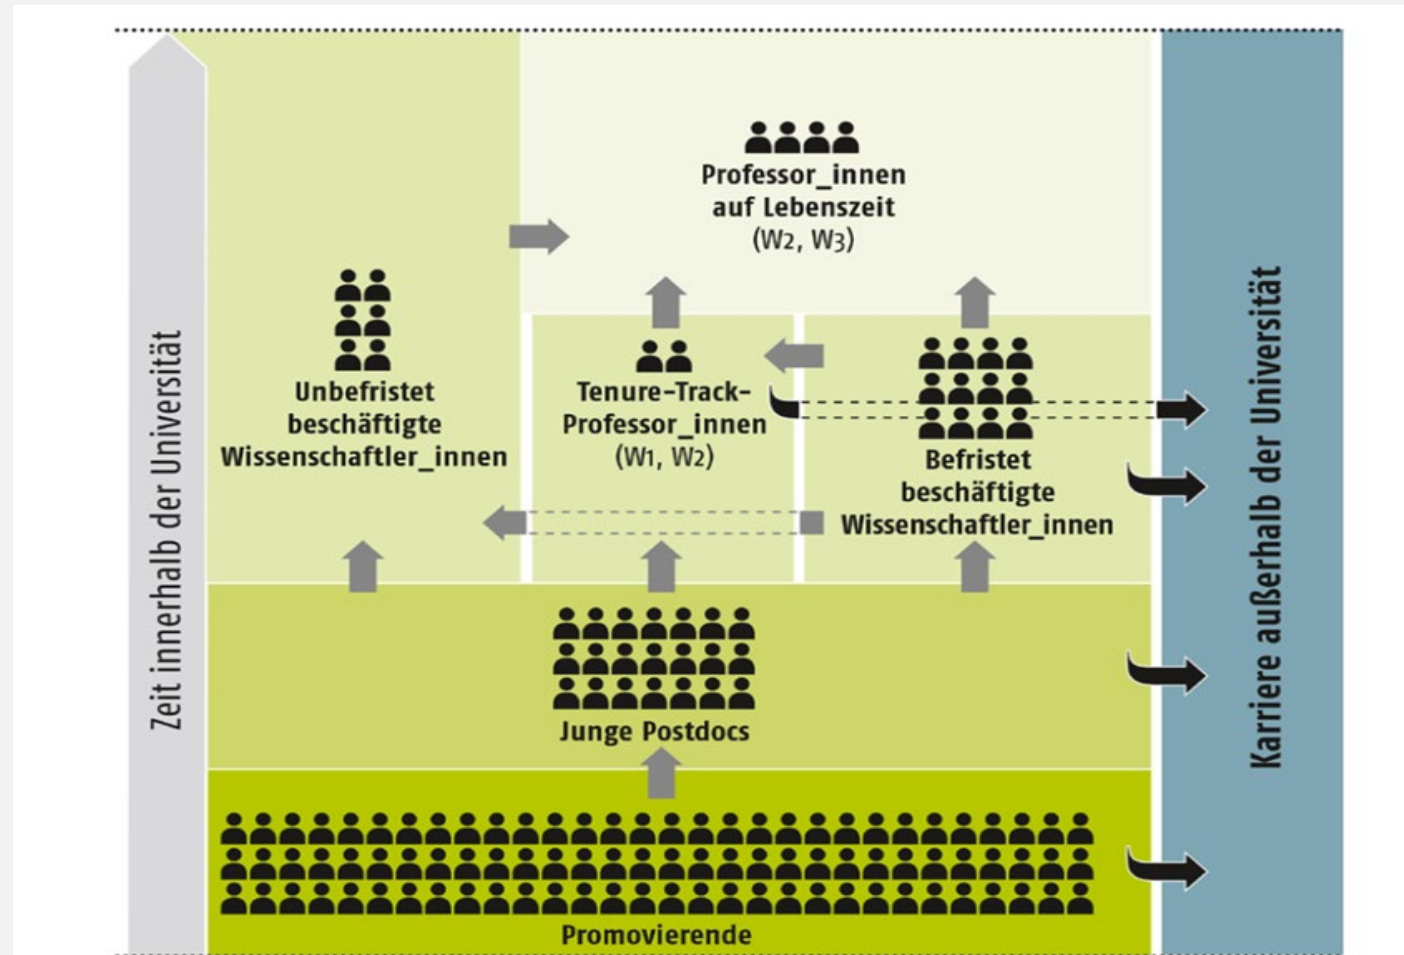 Zeit innerhalb der Universität
Professor_innen
auf Lebenszeit
(W2, W3)
Unbefristet
beschäftigte
Wissenschaftler_innen
Tenure-Track-
Professor_innen
(W1, W2)
Befristet
beschäftigte
Wissenschaftler_innen
Junge Postdocs
Promovierende
Karriere außerhalb der Universität